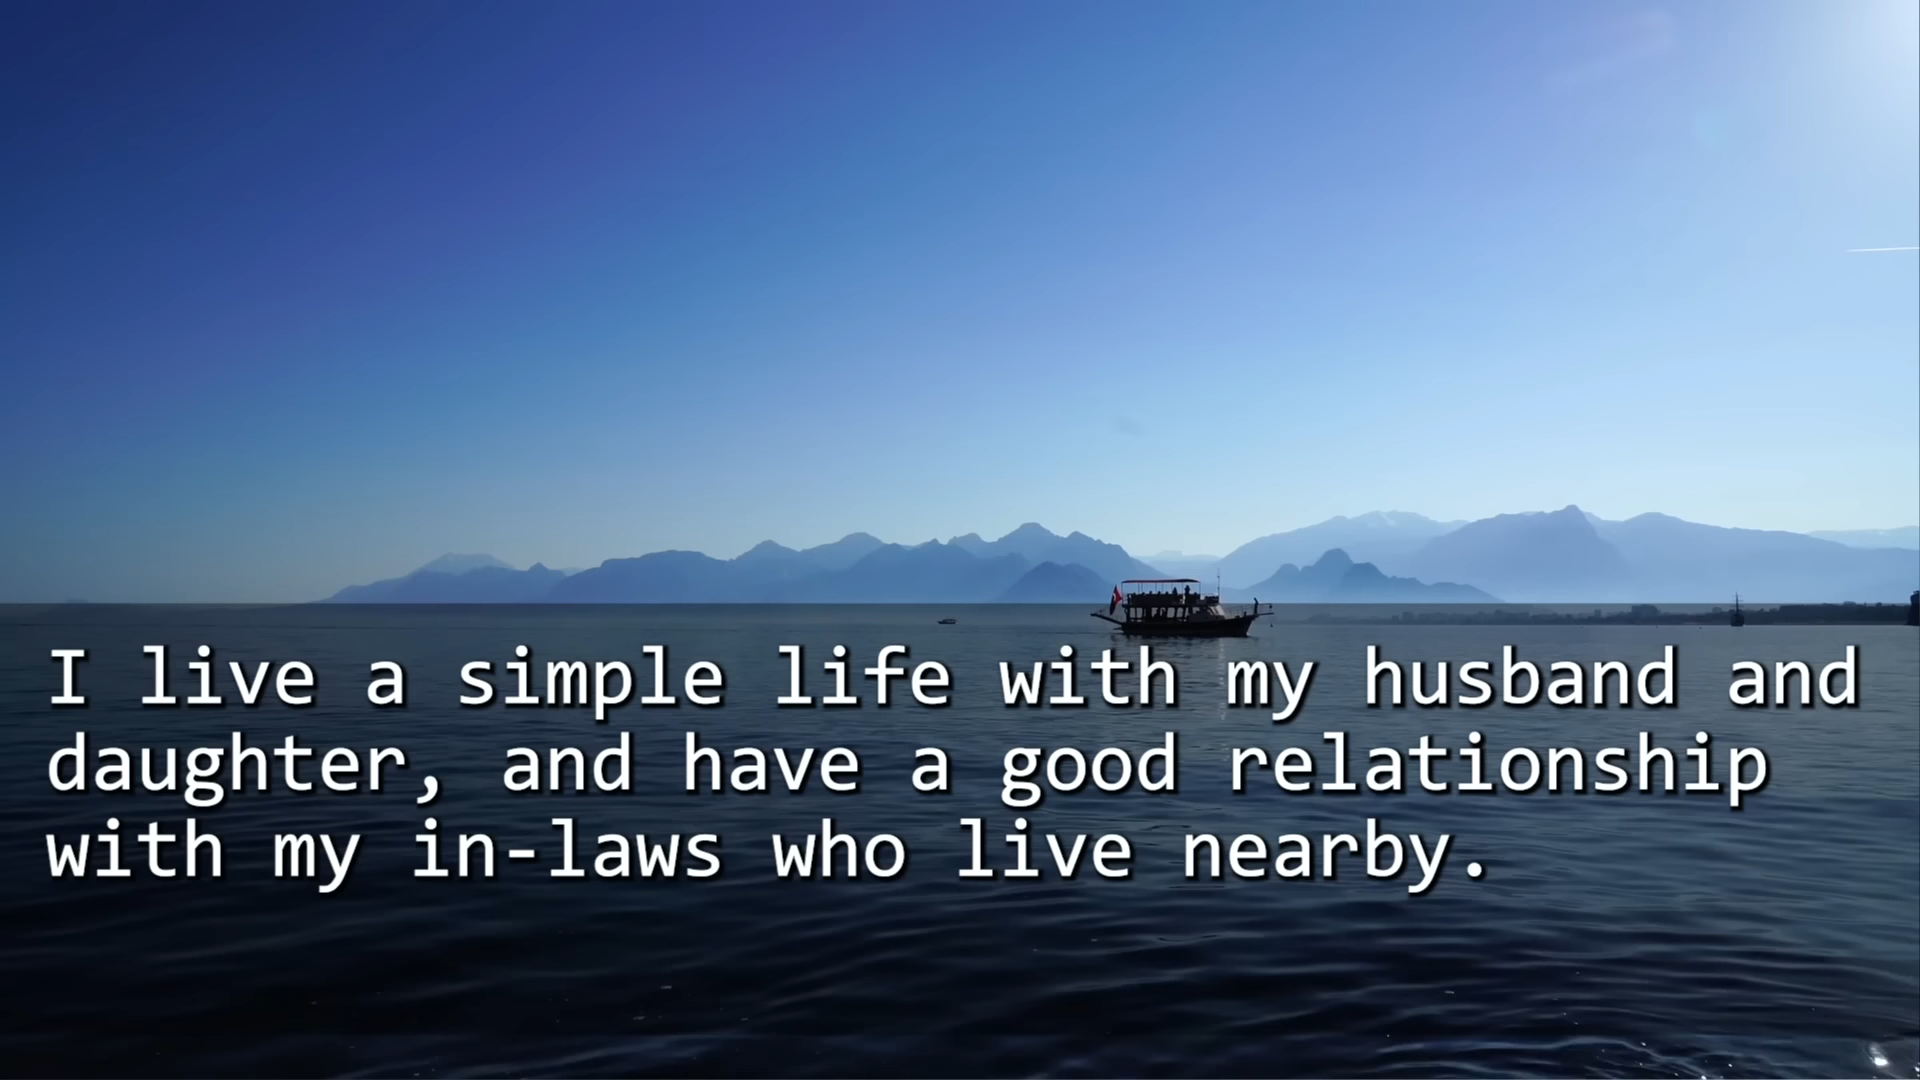 I live a simple life with my husband and
daughter, and have a good relationship
with my in-laws who live nearby.